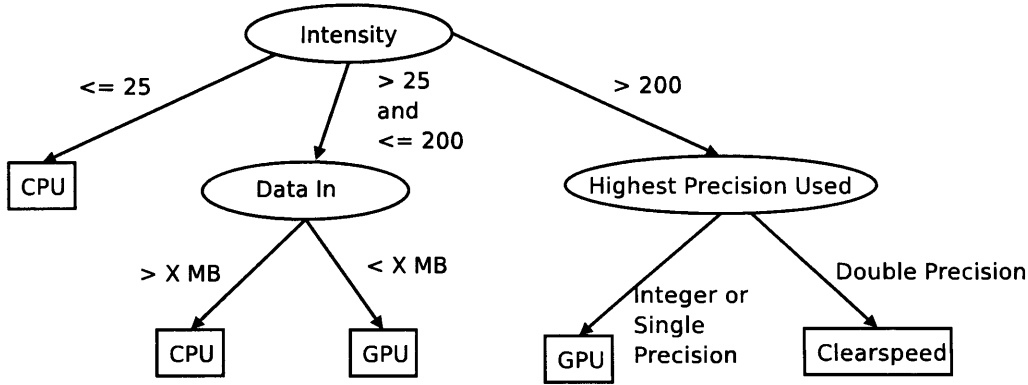 Intensity
<= 25
> 25
and
<= 200
> 200
CPU
Data In
Highest Precision Used
> X MB
< X MB
Integer or
Single
Precision
Double Precision
CPU
GPU
GPU
Clearspeed